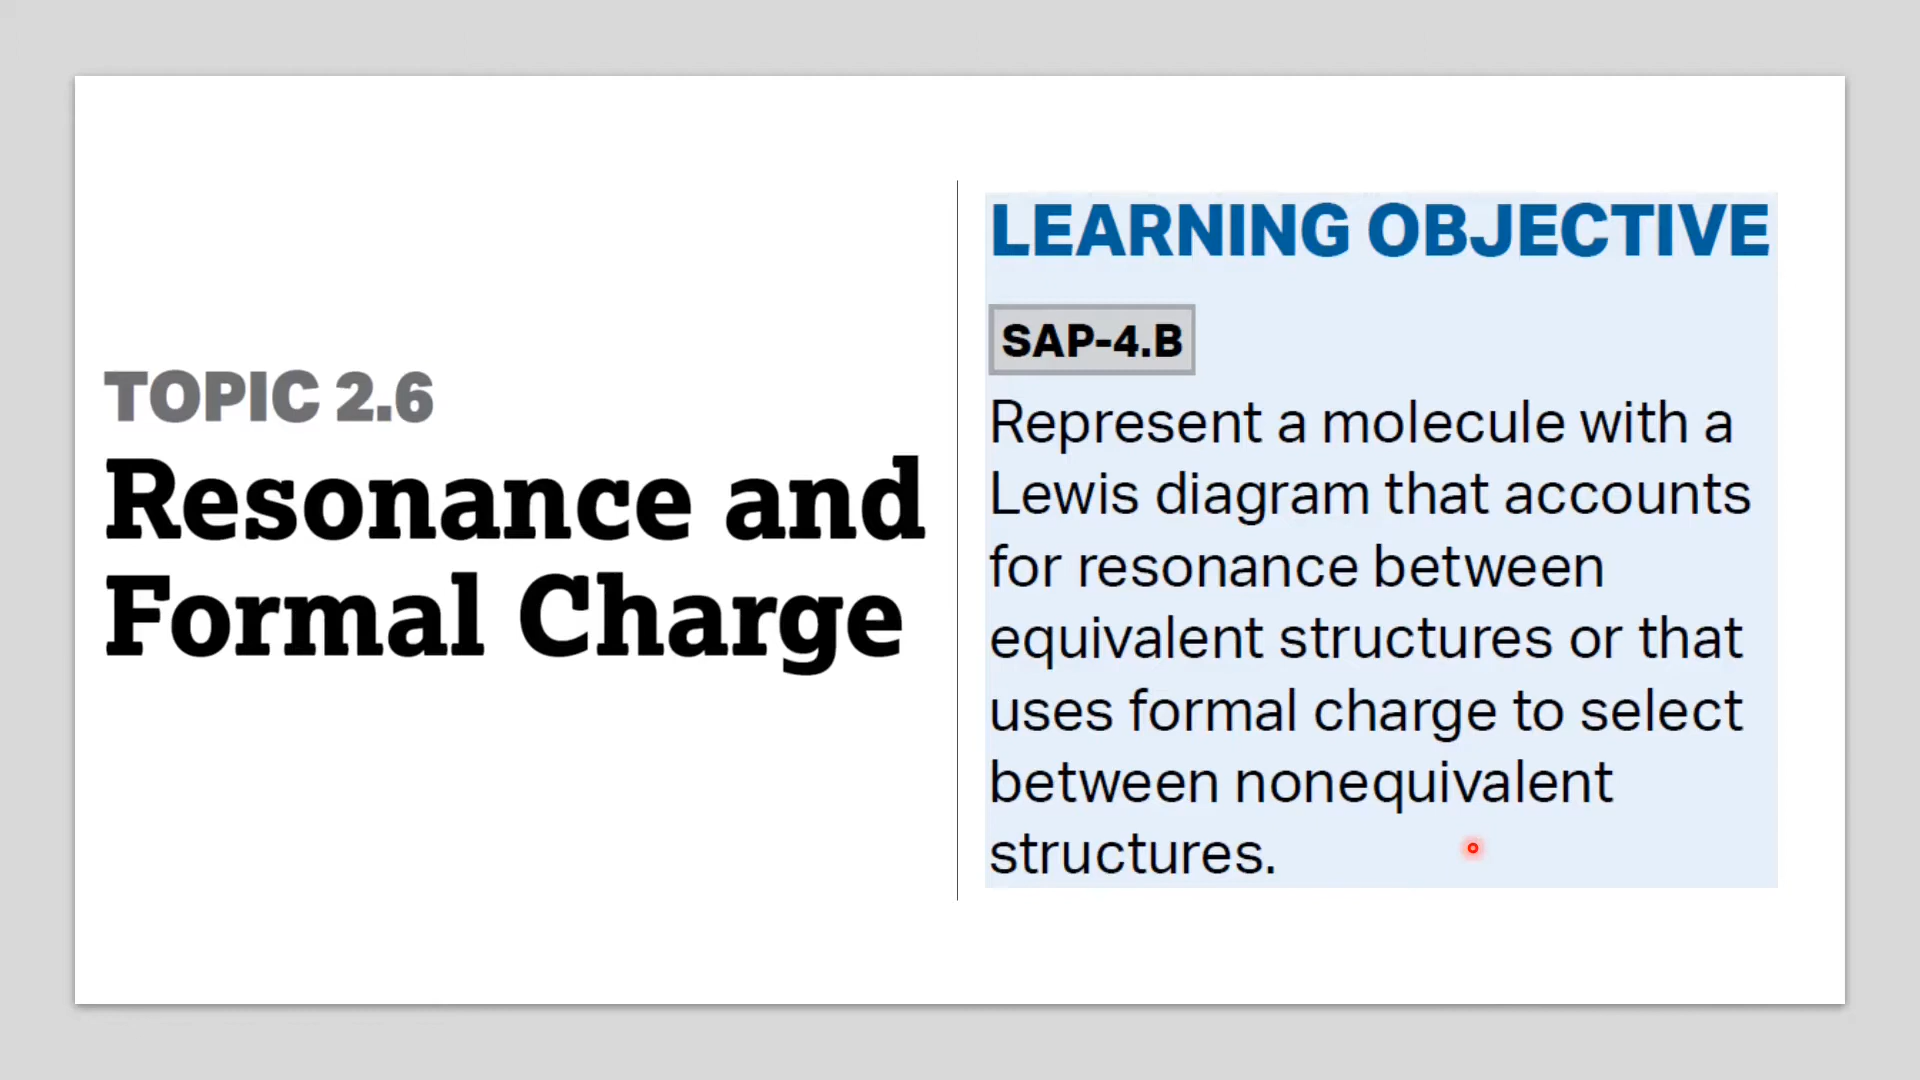 TOPIC 2.6
Resonance and
Formal Charge
LEARNING OBJECTIVE
SAP-4.B
Represent a molecule with a
Lewis diagram that accounts
for resonance between
equivalent structures or that
uses formal charge to select
between nonequivalent
structures.